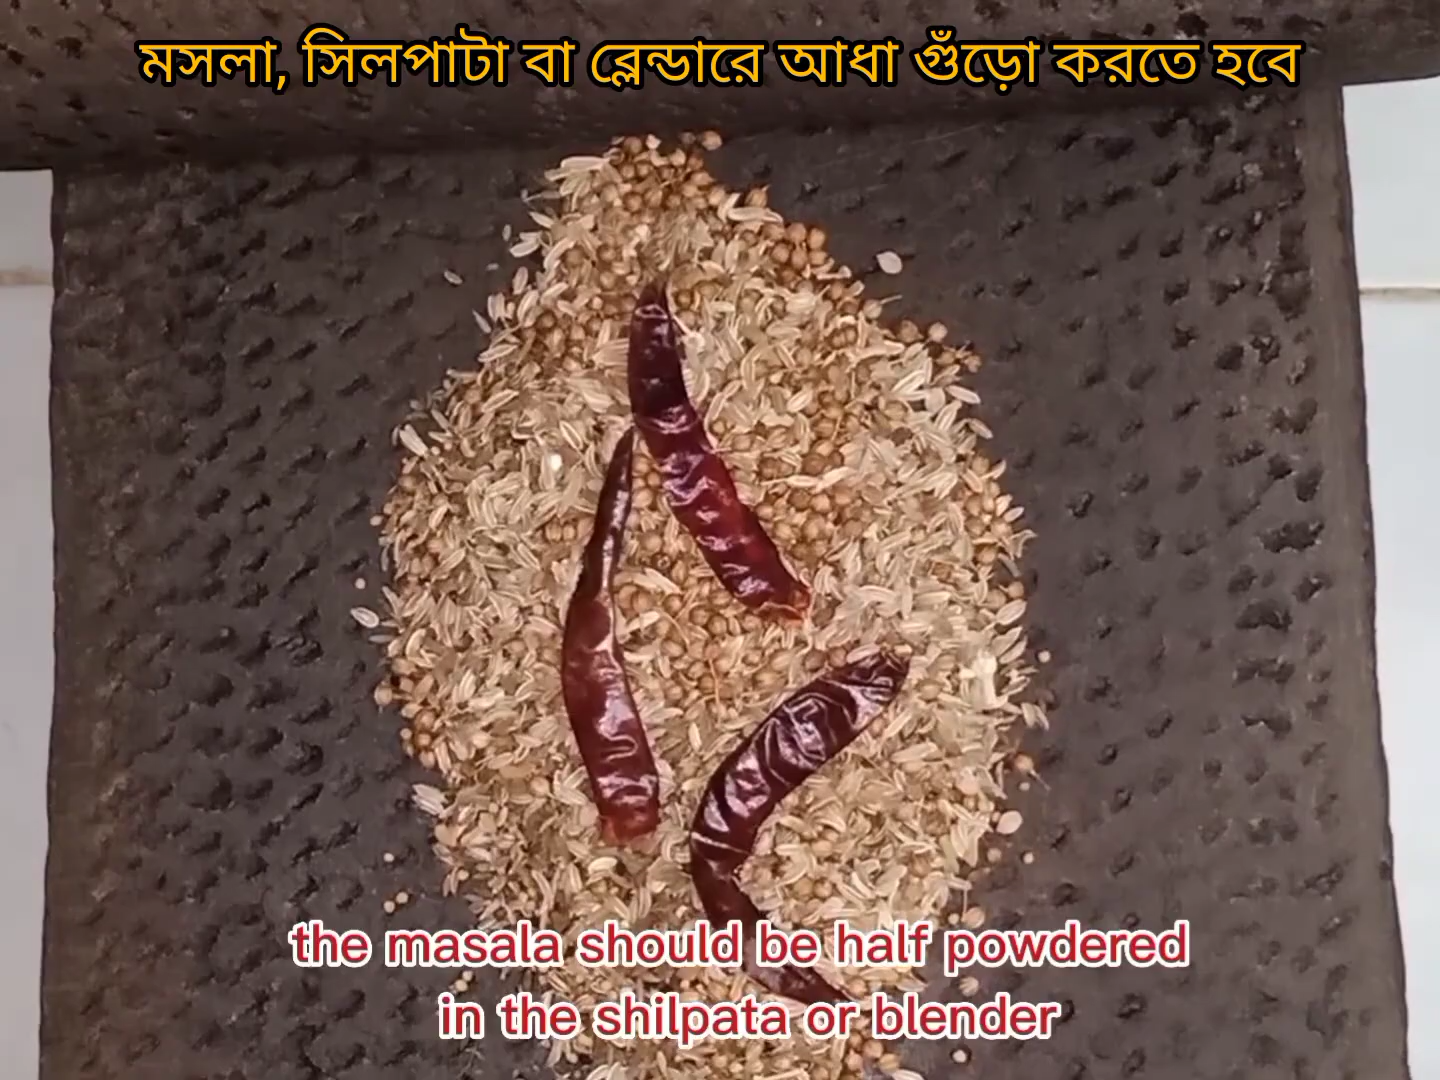 মসলা, সিলপাটা বা ব্লেন্ডারে আধা গুঁড়ো করতে হবে
the masala should be half powdered
in the shilpata or blender